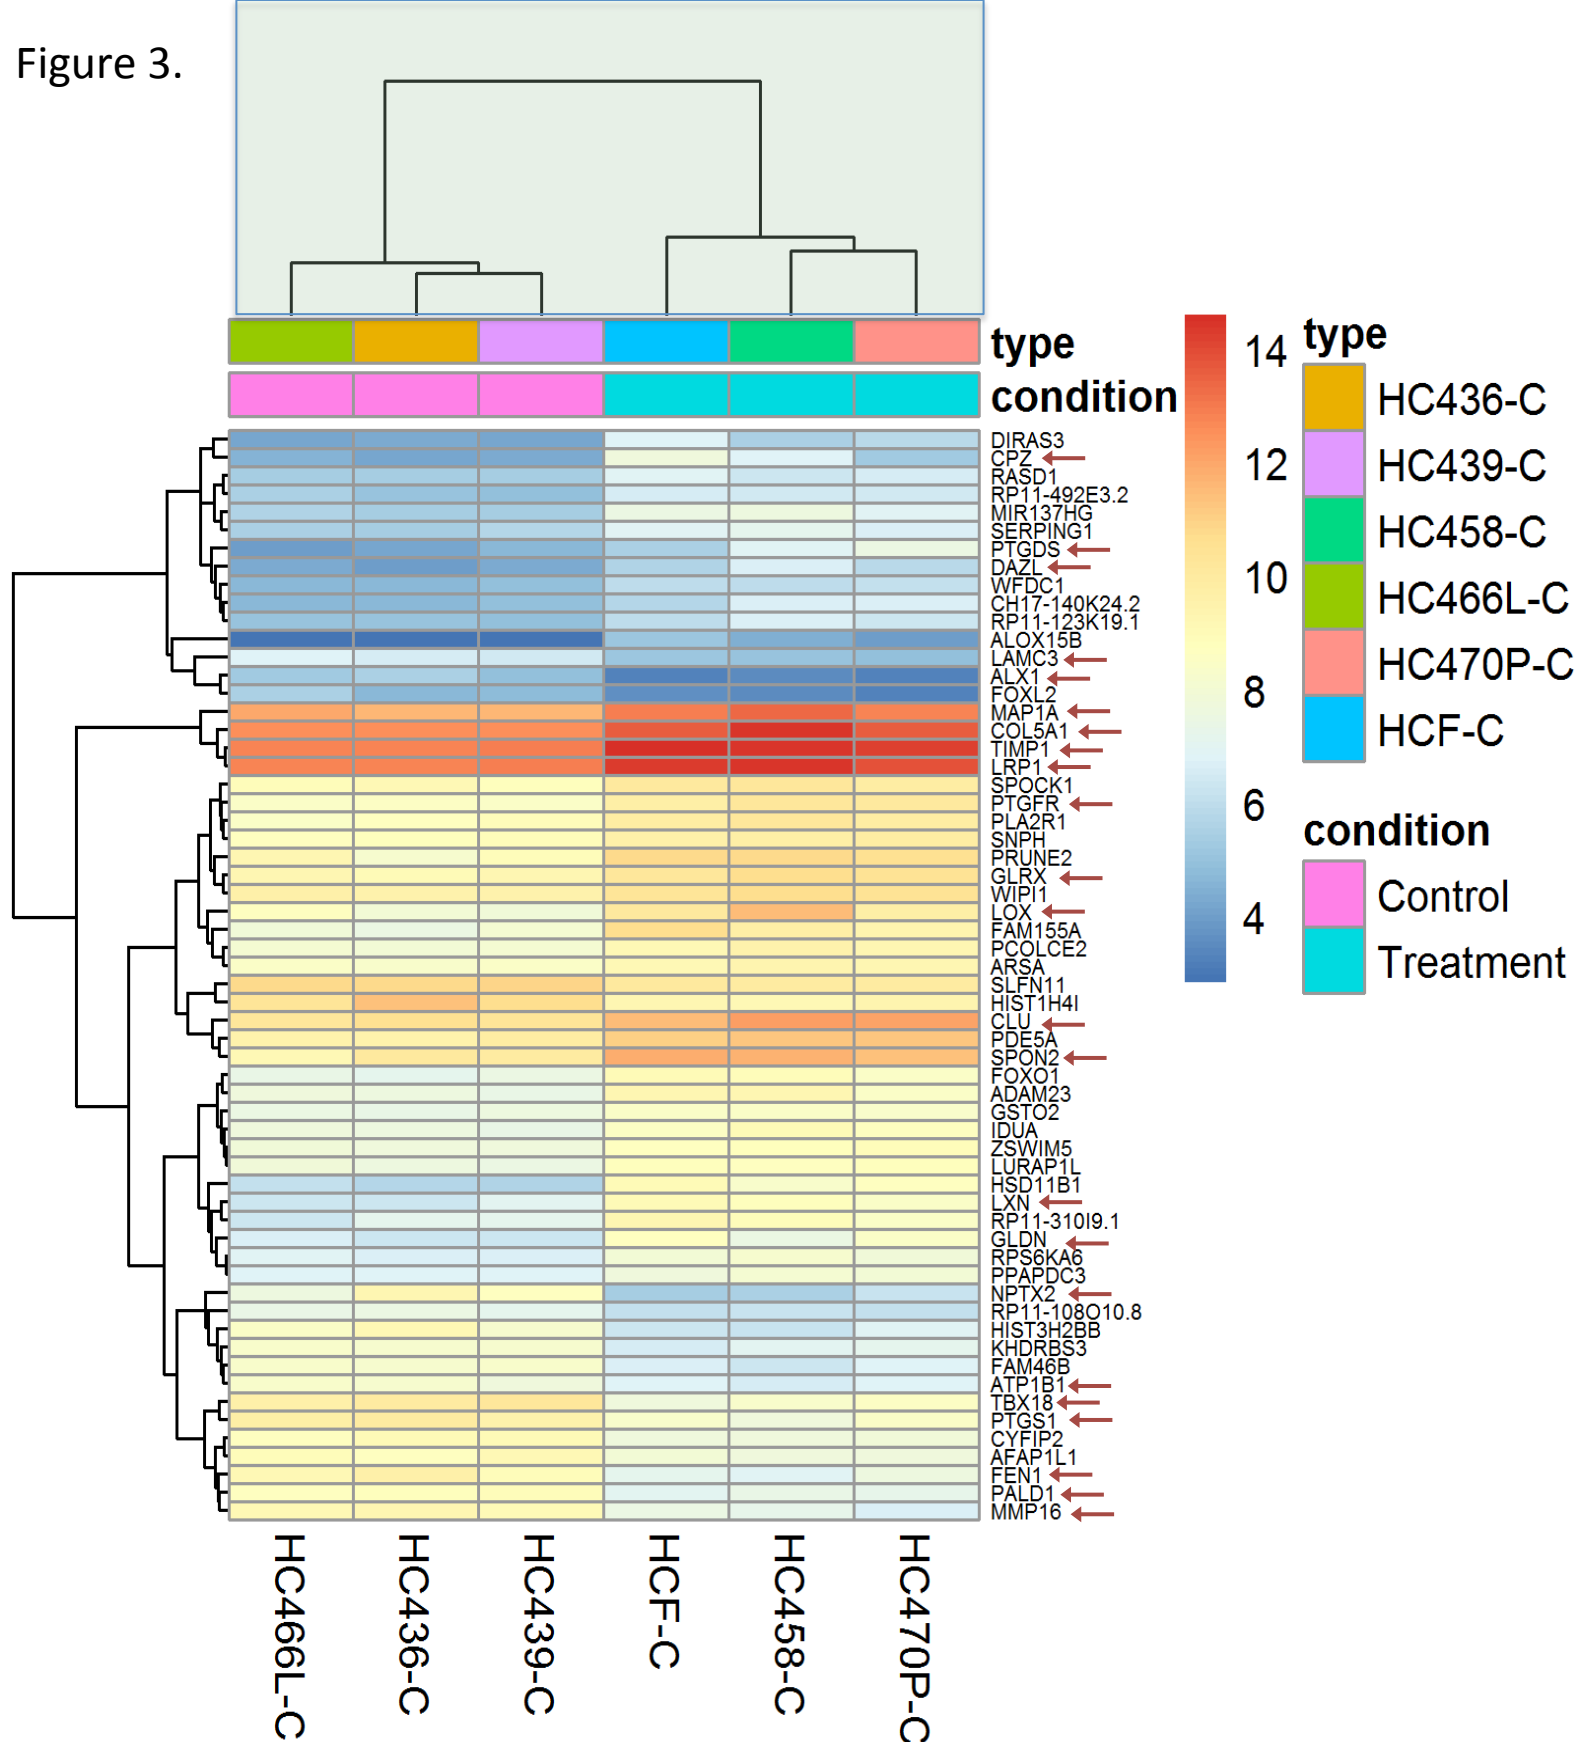 Figure 3.
type
condition
DIRAS3
CPZ
RASD1
RP11-492E3.2
MIR137HG
SERPING1
PTGDS
DAZL
WFDC1
CH17-140K24.2
RP11-123K19.1
ALOX15B
LAMC3
ALX1
FOXL2
MAP1A
COL5A1
TIMP1
LRP1
SPOCK1
PTGFR
PLA2R1
SNPH
PRUNE2
GLRX
WIPI1
LOX
FAM155A
PCOLCE2
ARSA
SLFN11
HIST1H4I
CLU
PDE5A
SPON2
FOXO1
ADAM23
GSTO2
IDUA
ZSWIM5
LURAP1L
HSD11B1
LXN
RP11-310I9.1
GLDN
RPS6KA6
PPAPDC3
NPTX2
RP11-108O10.8
HIST3H2BB
KHDRBS3
FAM46B
ATP1B1
TBX18
PTGS1
CYFIP2
AFAP1L1
FEN1
PALD1
MMP16
HC466L-C
HC436-C
HC439-C
HCF-C
HC458-C
HC470P-C
14
12
10
8
6
4
type
HC436-C
HC439-C
HC458-C
HC466L-C
HC470P-C
HCF-C
condition
Control
Treatment